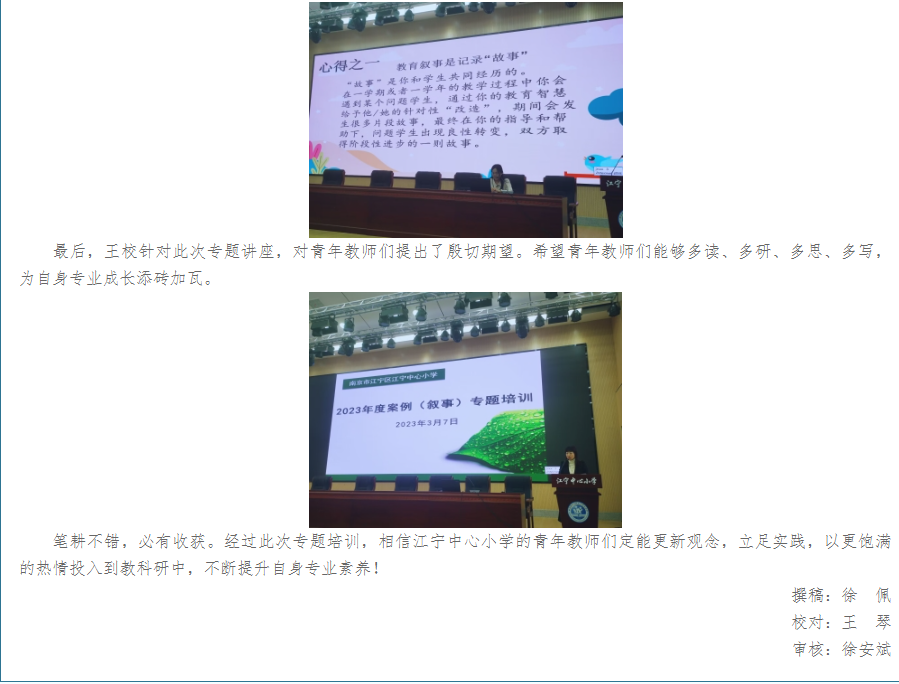 心得之一 教育叙事是记录“故事”
“故事”是你和学生共同经历的。
在一学期或者一学年的教学过程中你会
遇到某个问题学生，通过你的教育智慧
给予他/她的针对性“改造”，期间会发
生很多片段故事，最终在你的指导和帮
助下，问题学生出现良性转变，双方取
得阶段性进步的一则故事。
江宁
最后，王校针对此次专题讲座，对青年教师们提出了殷切期望。希望青年教师们能够多读、多研、多思、多写，
为自身专业成长添砖加瓦。
南京市江宁区江宁中心小学
2023年度案例（叙事）专题培训
2023年3月7日
江宁中心小学
笔耕不错，必有收获。经过此次专题培训，相信江宁中心小学的青年教师们定能更新观念，立足实践，以更饱满
的热情投入到教科研中，不断提升自身专业素养！
撰稿：徐 佩
校对：王 琴
审核：徐安斌